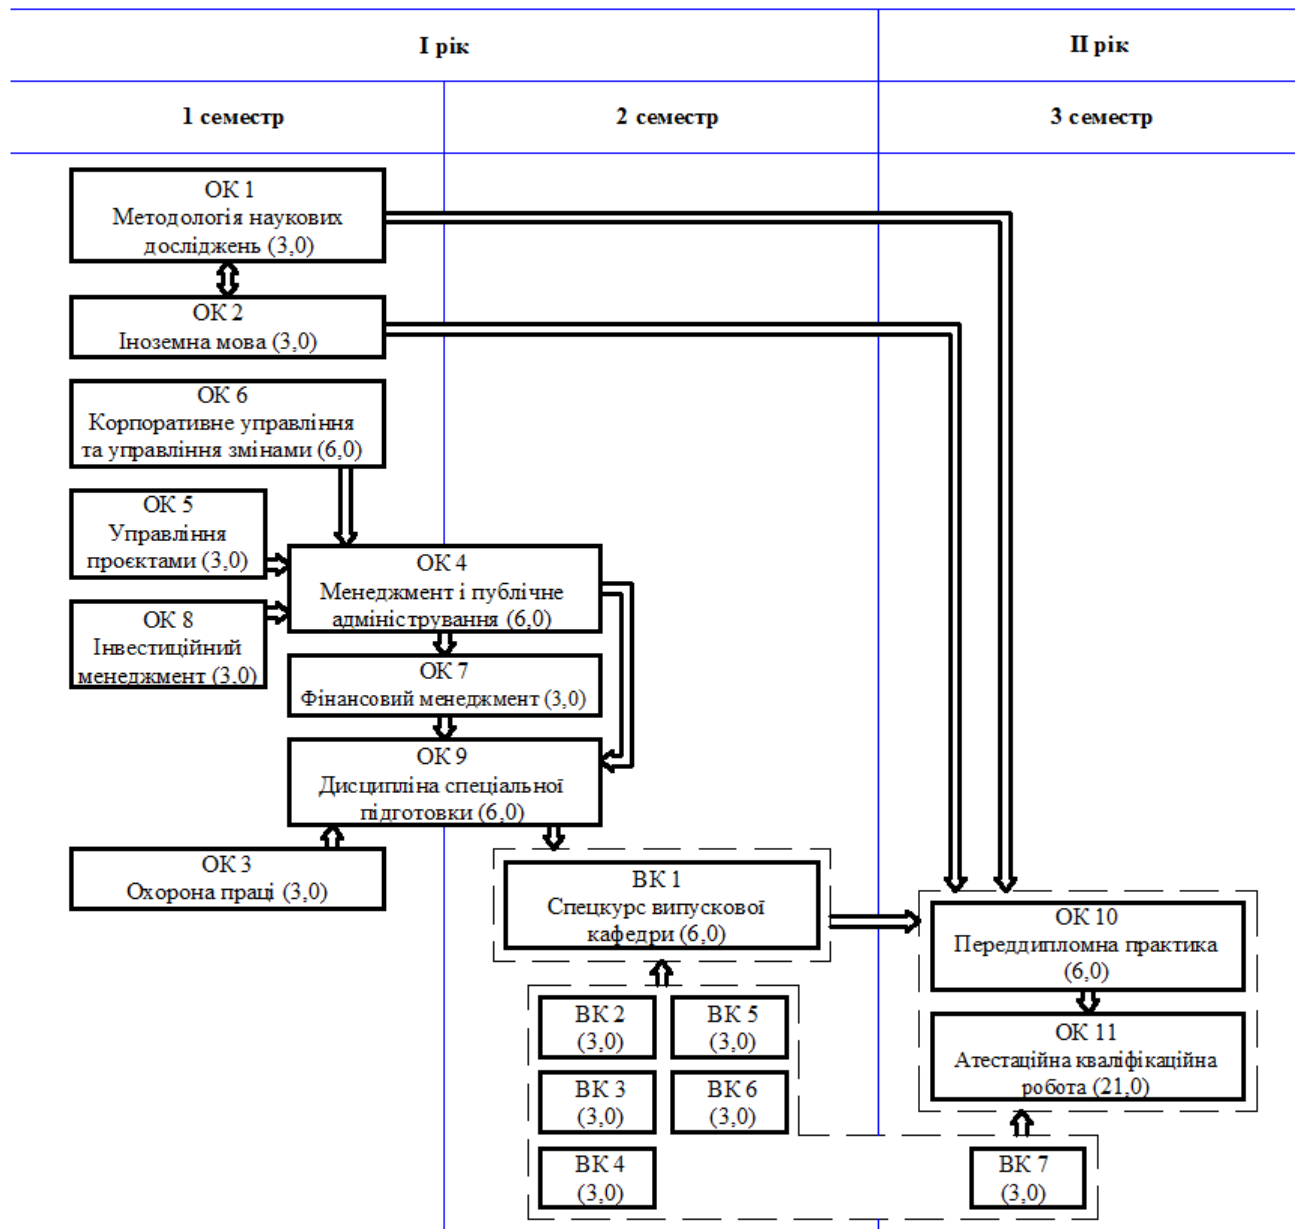 I рік
II рік
1 семестр
2 семестр
3 семестр
ОК 1
Методологія наукових
досліджень (3,0)
ОК 2
Іноземна мова (3,0)
ОК 6
Корпоративне управління
та управління змінами (6,0)
ОК 5
Управління
проєктами (3,0)
ОК 8
Інвестиційний
менеджмент (3,0)
ОК 4
Менеджмент і публічне
адміністрування (6,0)
ОК 7
Фінансовий менеджмент (3,0)
ОК 9
Дисципліна спеціальної
підготовки (6,0)
ОК 3
Охорона праці (3,0)
ВК 1
Спецкурс випускової
кафедри (6,0)
ВК 2
(3,0)
ВК 5
(3,0)
ВК 3
(3,0)
ВК 6
(3,0)
ВК 4
(3,0)
ОК 10
Переддипломна практика
(6,0)
ОК 11
Атестаційна кваліфікаційна
робота (21,0)
ВК 7
(3,0)